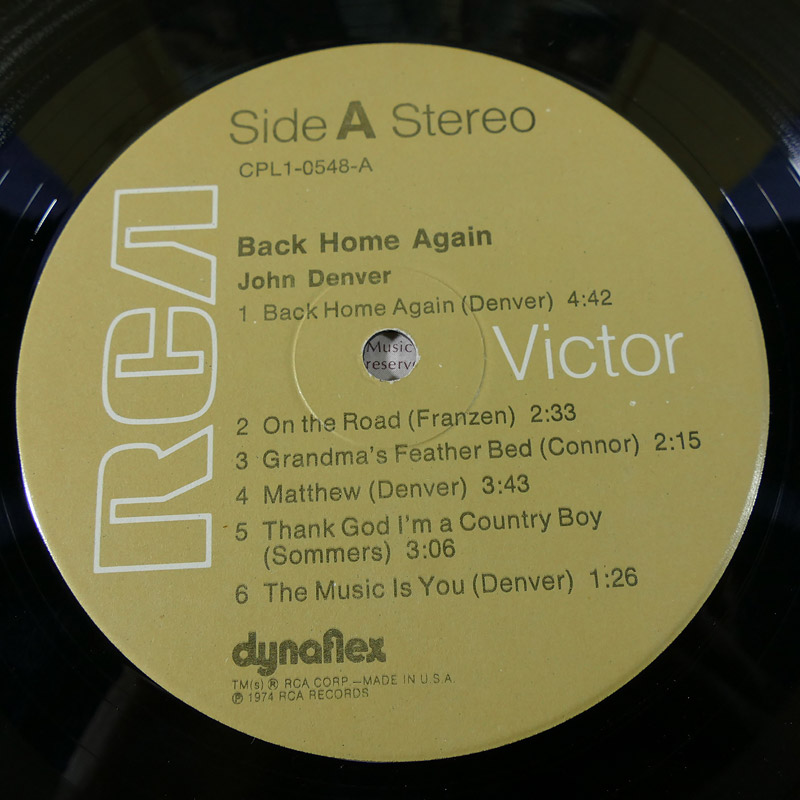 Side A Stereo
CPL1-0548-A
RCA
Back Home Again
John Denver
1 Back Home Again (Denver) 4:42
Victor
Music
reserv
2 On the Road (Franzen) 2:33
3 Grandma's Feather Bed (Connor) 2:15
4 Matthew (Denver) 3:43
5 Thank God I'm a Country Boy
(Sommers) 3:06
6 The Music Is You (Denver) 1:26
dynaflex
TM(s) ® RCA CORP.—MADE IN U.S.A.
℗ 1974 RCA RECORDS